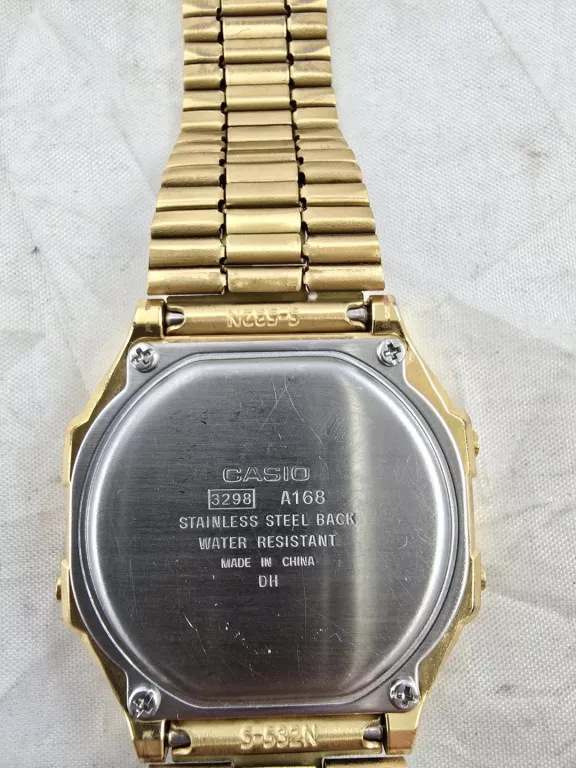 S-532N
CASIO
3298 A168
STAINLESS STEEL BACK
WATER RESISTANT
MADE IN CHINA
DH
S-532N